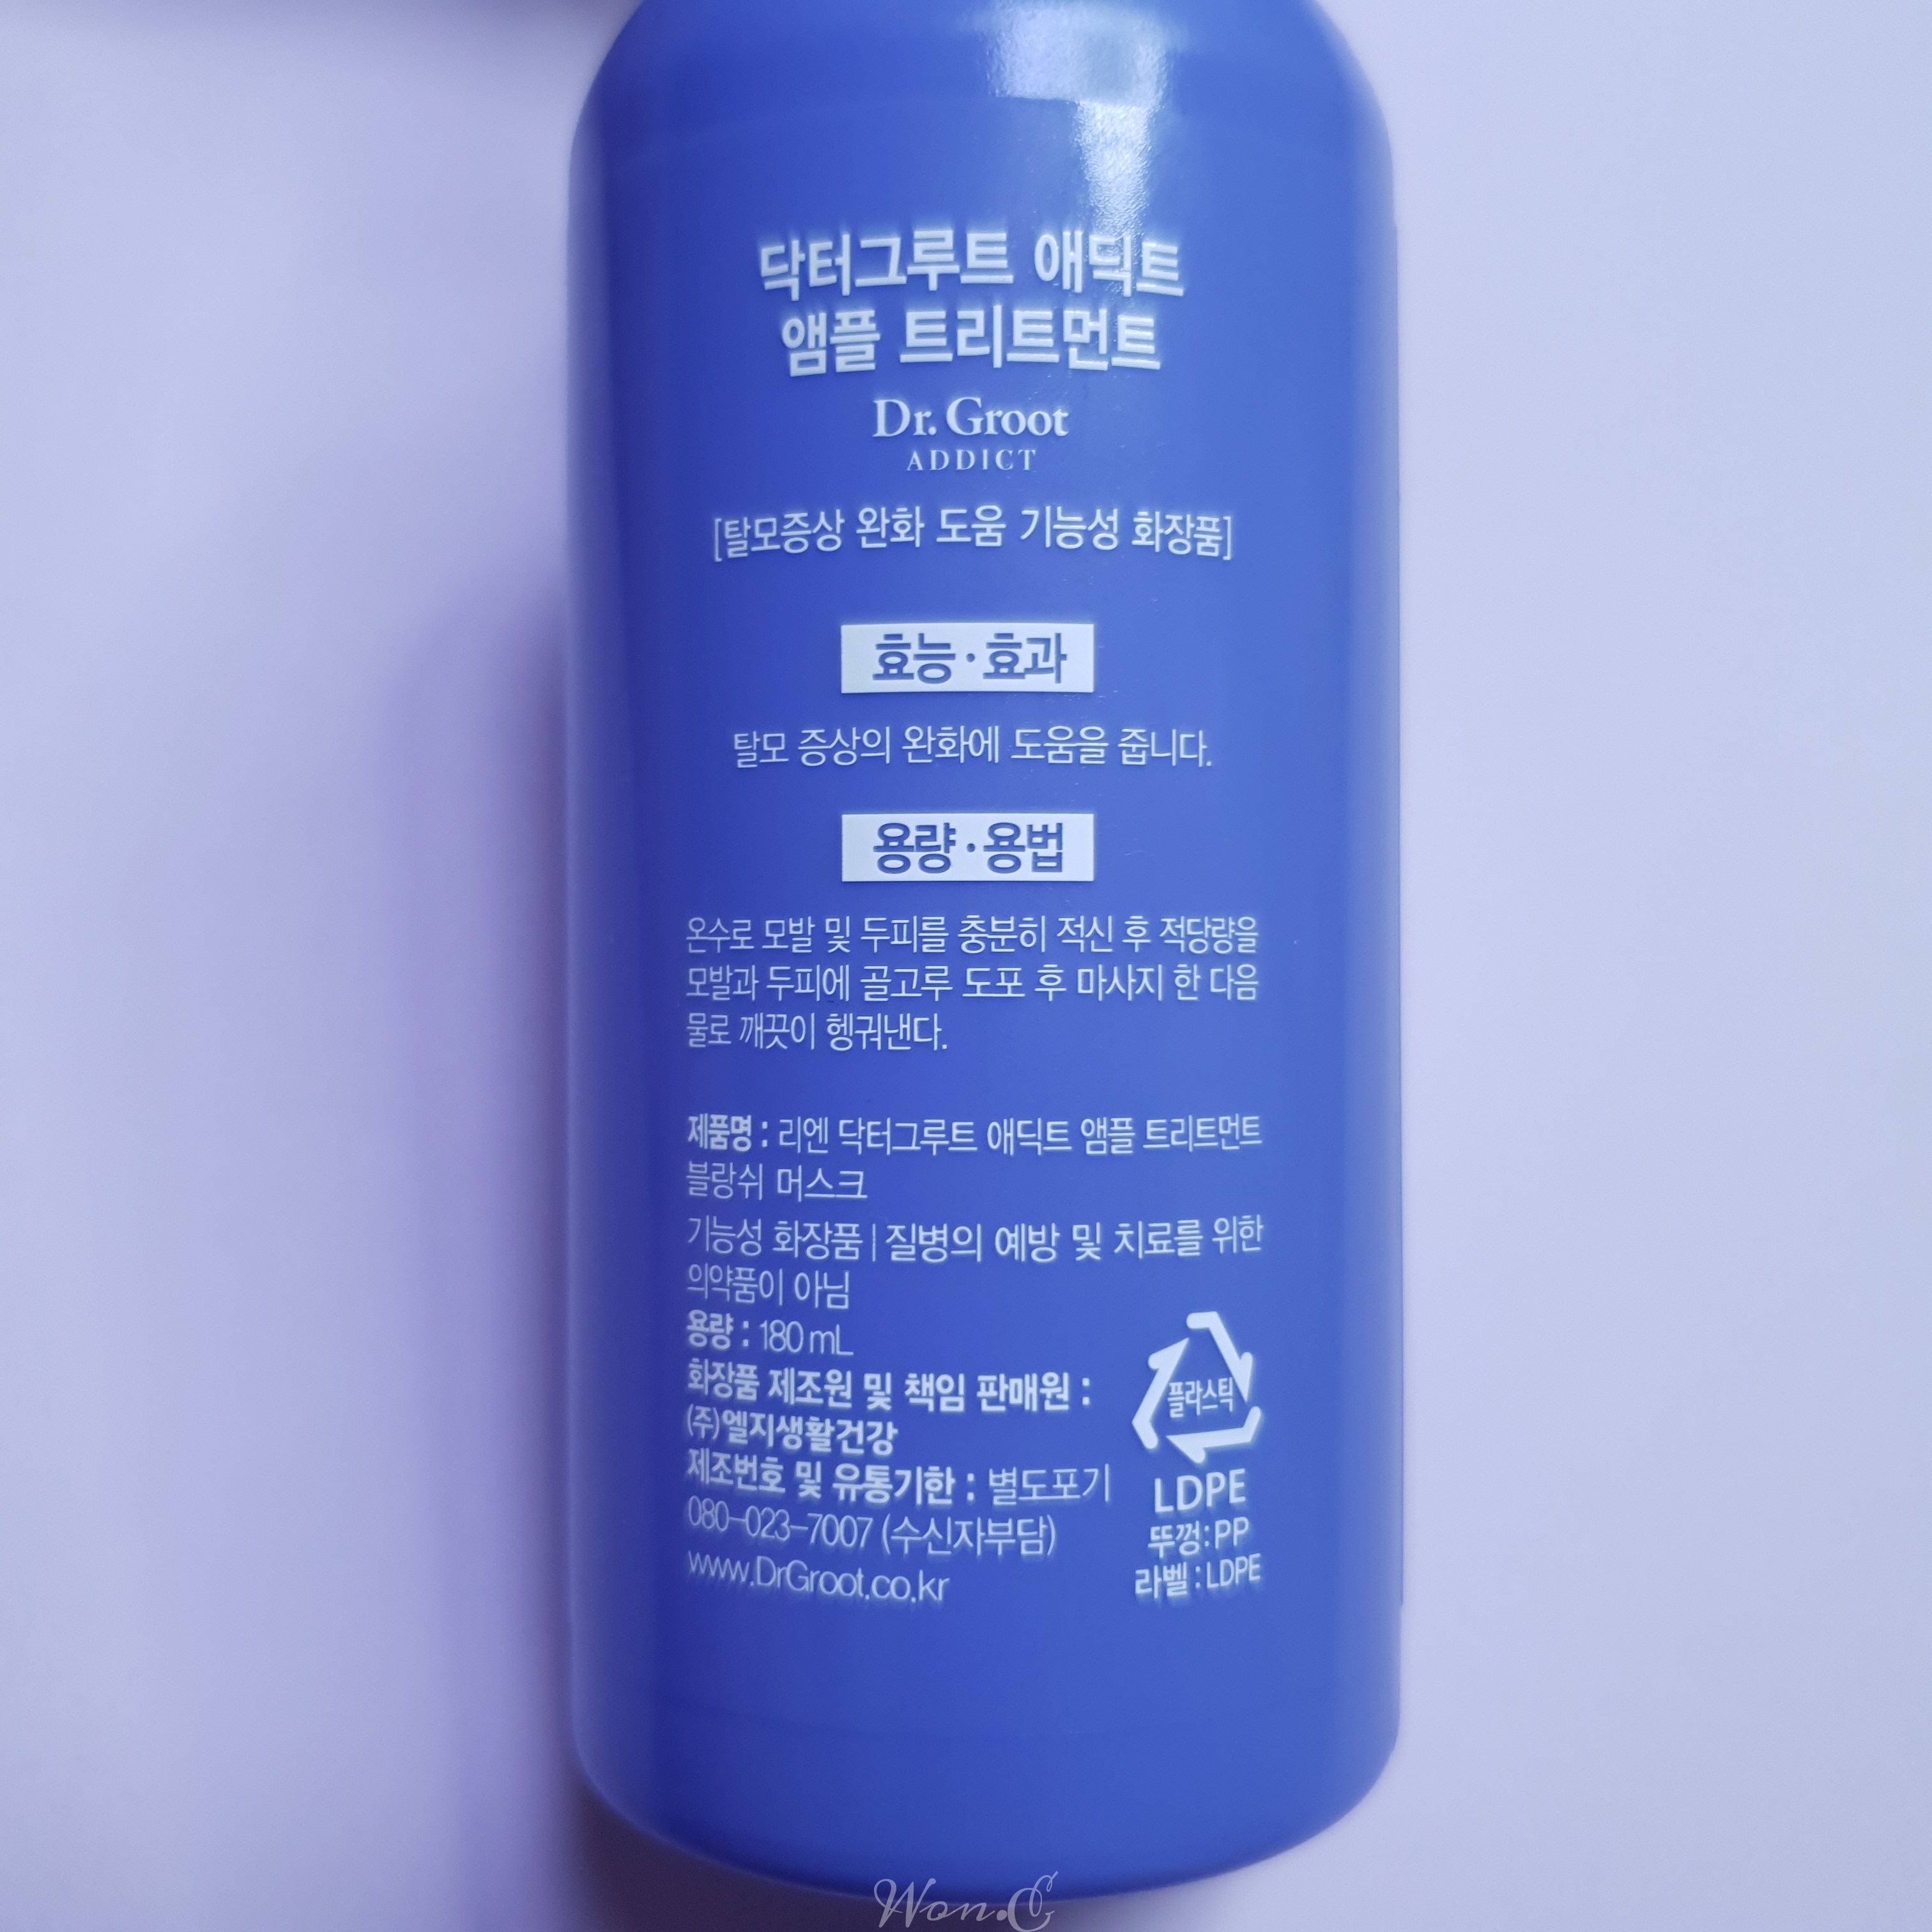 닥터그루트 애딕트
앰플 트리트먼트
Dr. Groot
ADDICT
[탈모증상 완화 도움 기능성 화장품]
효능·효과
탈모 증상의 완화에 도움을 줍니다.
용량·용법
온수로 모발 및 두피를 충분히 적신 후 적당량을
모발과 두피에 골고루 도포 후 마사지 한 다음
물로 깨끗이 헹궈낸다.
제품명 : 리엔 닥터그루트 애딕트 앰플 트리트먼트
블랑쉬 머스크
기능성 화장품 | 질병의 예방 및 치료를 위한
의약품이 아님
용량 : 180 mL
화장품 제조원 및 책임 판매원 :
(주)엘지생활건강
제조번호 및 유통기한 : 별도포기
080-023-7007 (수신자부담)
www.DrGroot.co.kr
플라스틱
LDPE
뚜껑:PP
라벨:LDPE
Won.G